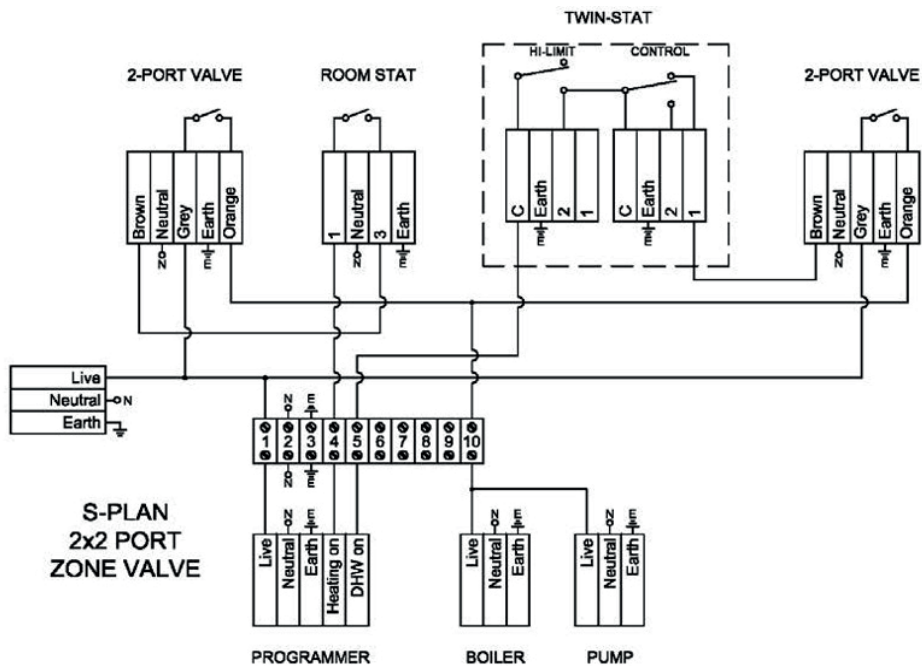 TWIN-STAT
HI-LIMIT CONTROL
2-PORT VALVE ROOM STAT 2-PORT VALVE
Brown Neutral Grey Earth Orange
N E
1 Neutral 3 Earth
N E
C Earth 2 1
E
C Earth 2 1
E
Brown Neutral Grey Earth Orange
N E
Live
Neutral N
Earth
N E
1 2 3 4 5 6 7 8 9 10
N E
S-PLAN
2x2 PORT
ZONE VALVE
N E
Live Neutral Earth Heating on DHW on
N E
Live Neutral Earth
N E
Live Neutral Earth
PROGRAMMER BOILER PUMP